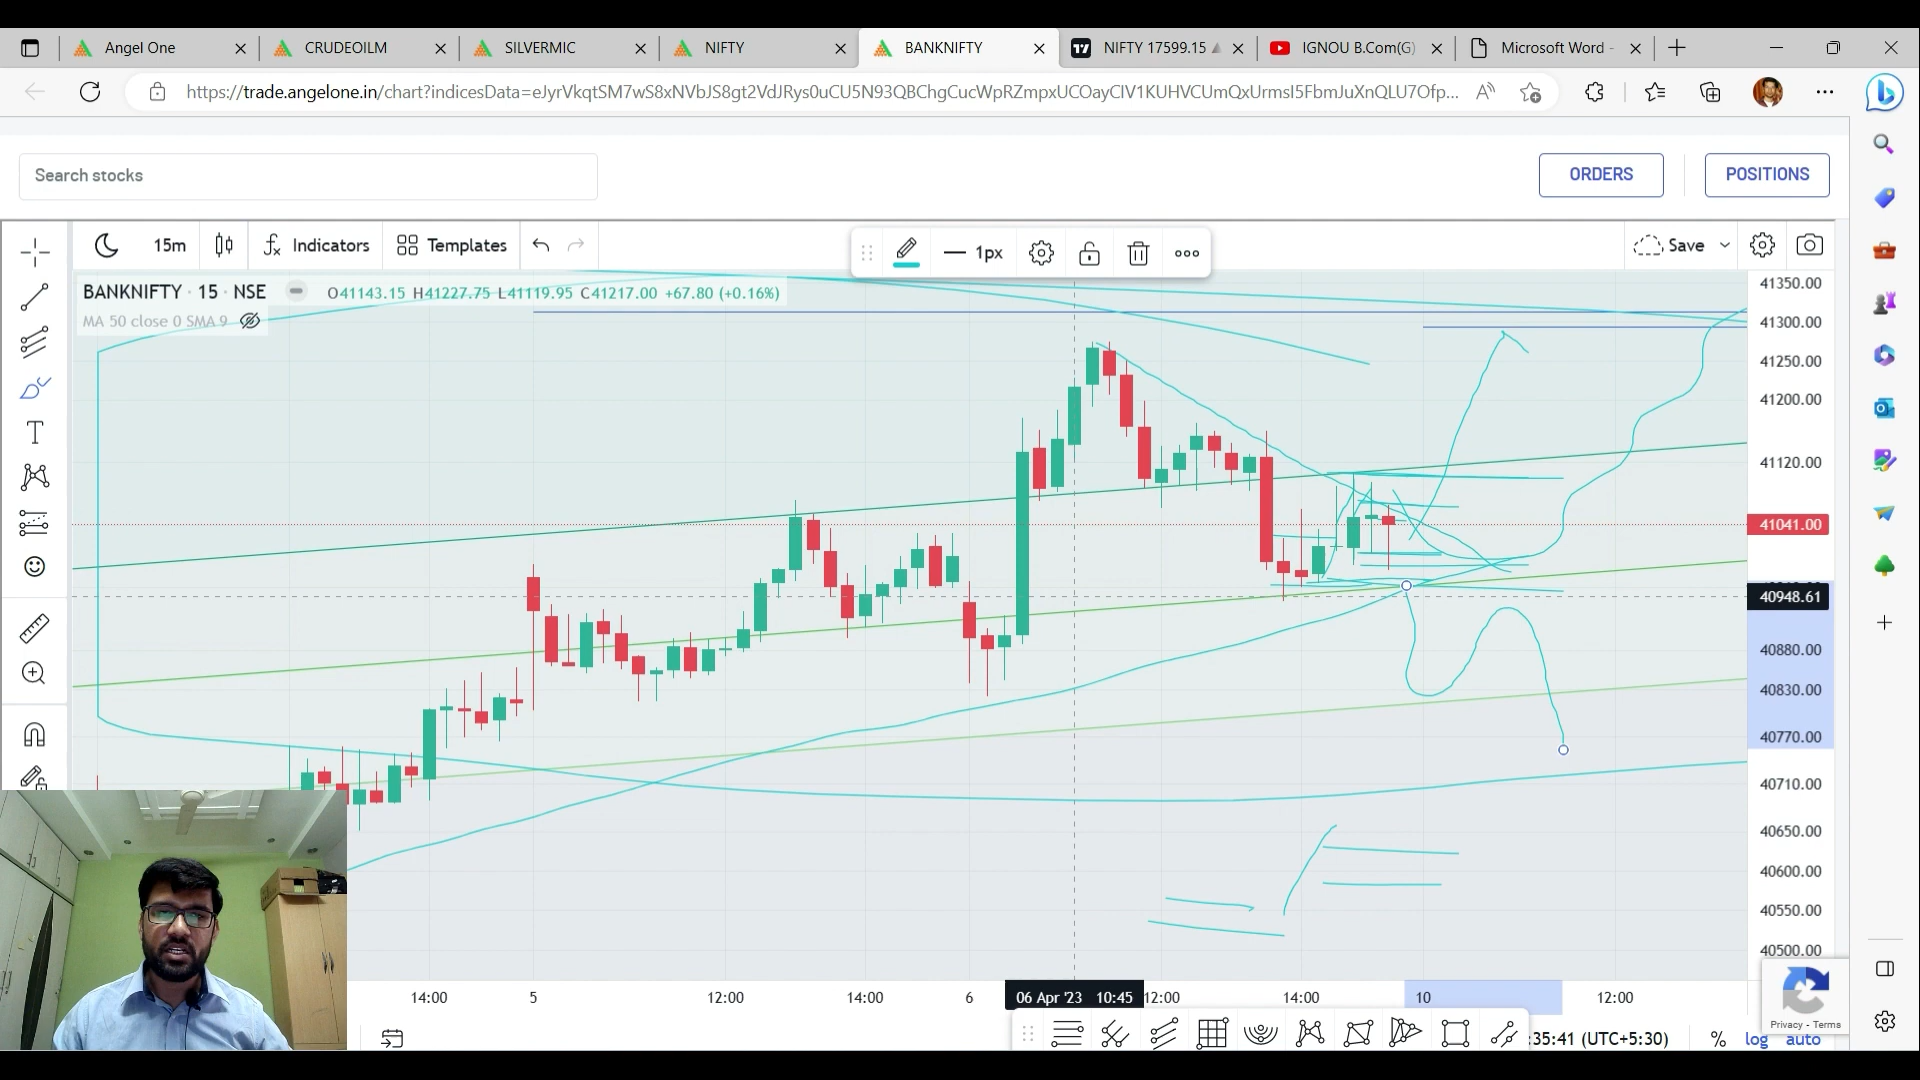 Angel One
CRUDEOILM
SILVERMIC
NIFTY
BANKNIFTY
NIFTY 17599.15
IGNOU B.Com(G)
Microsoft Word -
https://trade.angelone.in/chart?indicesData=eJyrVkqtSM7wS8xNVbJS8gt2VdJRys0uCU5N93QBChgCucWpRZmpxUCOayCIV1KUHVCUmQxUrmsI5FbmJuXnQLU7Ofp...
Search stocks
ORDERS
POSITIONS
15m
Indicators
Templates
1px
Save
BANKNIFTY · 15 · NSE
O41143.15 H41227.75 L41119.95 C41217.00 +67.80 (+0.16%)
MA 50 close 0 SMA 9
41350.00
41300.00
41250.00
41200.00
41120.00
41041.00
40948.61
40880.00
40830.00
40770.00
40710.00
40650.00
40600.00
40550.00
40500.00
14:00
5
12:00
14:00
6
06 Apr '23 10:45
12:00
14:00
10
12:00
Privacy - Terms
:35:41 (UTC+5:30)
%
log
auto